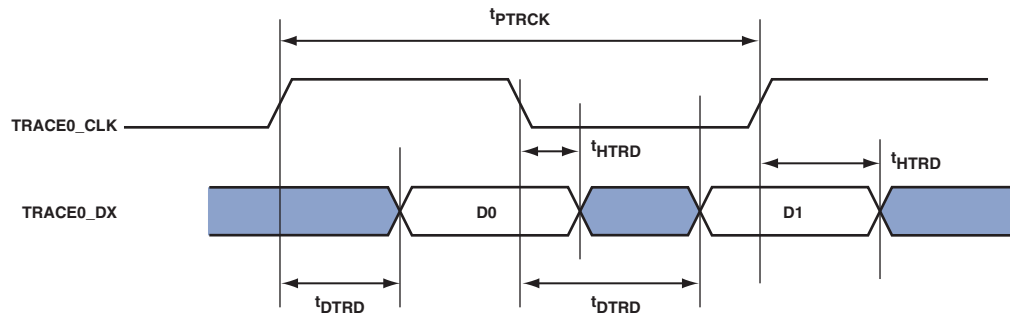 tPTRCK
TRACE0_CLK
tHTRD
tHTRD
TRACE0_DX
D0
D1
tDTRD
tDTRD